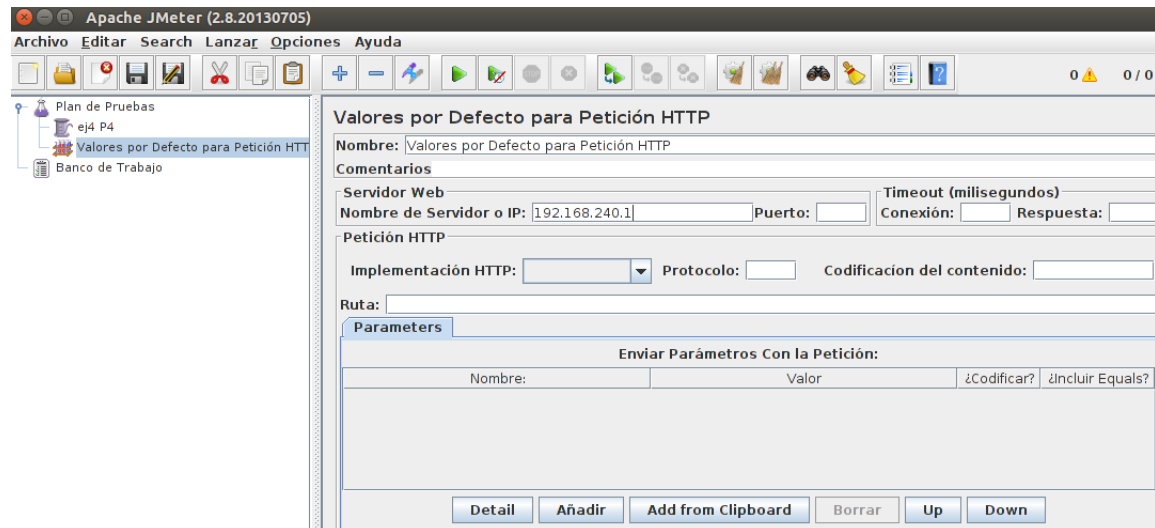 Apache JMeter (2.8.20130705)
Archivo Editar Search Lanzar Opciones Ayuda
0 0 / 0
Plan de Pruebas
ej4 P4
Valores por Defecto para Petición HTT
Banco de Trabajo
Valores por Defecto para Petición HTTP
Nombre: Valores por Defecto para Petición HTTP
Comentarios
Servidor Web Timeout (milisegundos)
Nombre de Servidor o IP: 192.168.240.1 Puerto: Conexión: Respuesta:
Petición HTTP
Implementación HTTP: Protocolo: Codificacíon del contenido:
Ruta:
Parameters
Enviar Parámetros Con la Petición:
Nombre: Valor ¿Codificar? ¿Incluir Equals?
Detail Añadir Add from Clipboard Borrar Up Down